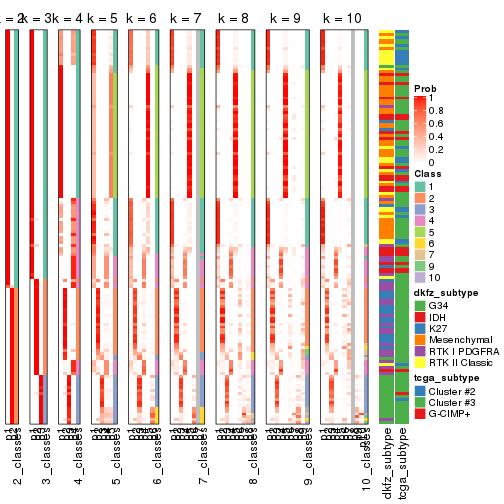 k = 2 k = 3 k = 4 k = 5 k = 6 k = 7 k = 8 k = 9 k = 10
Prob
1
0.8
0.6
0.4
0.2
0
Class
1
2
3
4
5
6
7
8
9
10
dkfz_subtype
G34
IDH
K27
Mesenchymal
RTK I PDGFRA
RTK II Classic
tcga_subtype
Cluster #2
Cluster #3
G-CIMP+
2_classes
3_classes
4_classes
5_classes
6_classes
7_classes
8_classes
9_classes
10_classes
dkfz_subtype
tcga_subtype